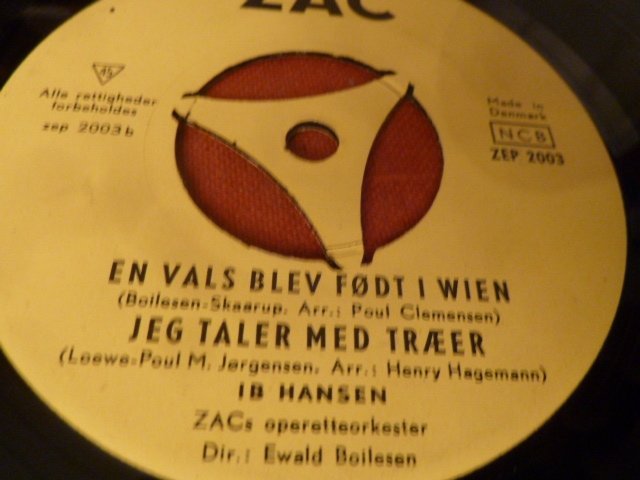 ZAC
45
Alle rettigheder
forbeholdes
zep 2003 b
Made in
Denmark
NCB
ZEP 2003
EN VALS BLEV FØDT I WIEN
(Boilesen-Skaarup. Arr.: Poul Clemensen)
JEG TALER MED TRÆER
(Loewe-Poul M. Jørgensen. Arr.: Henry Hagemann)
IB HANSEN
ZACs operetteorkester
Dir.: Ewald Boilesen